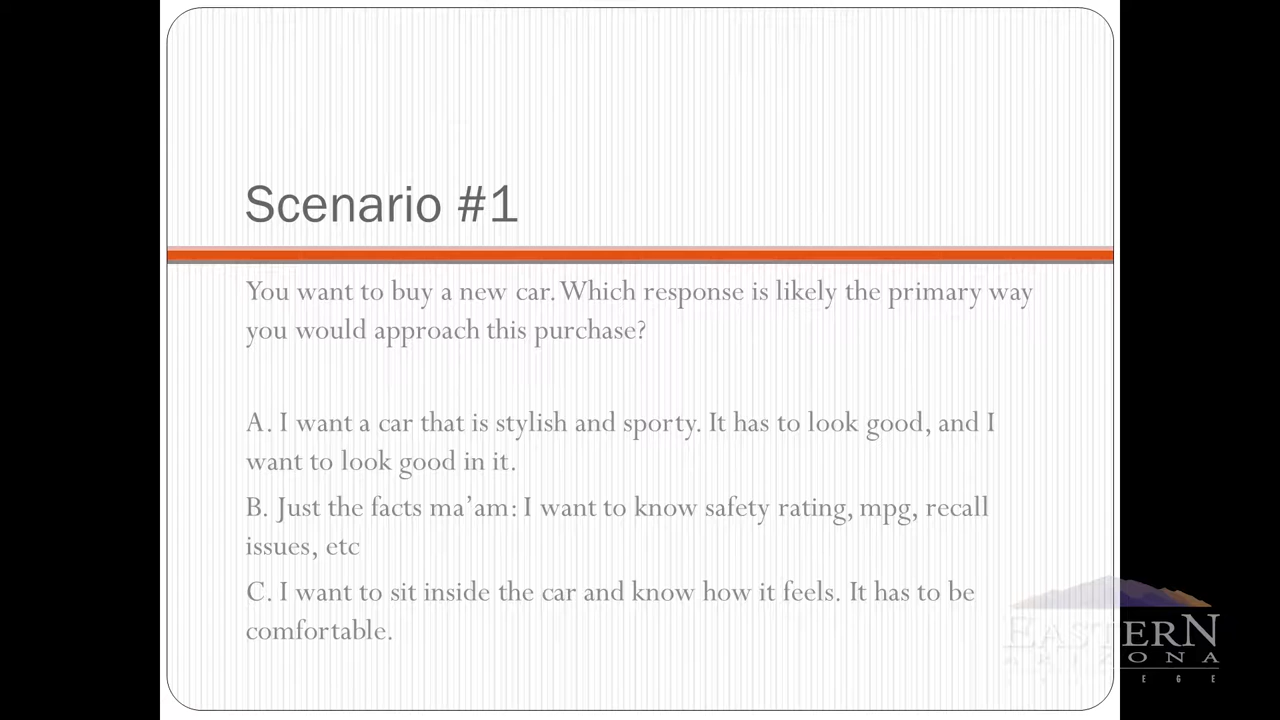 Scenario #1
You want to buy a new car. Which response is likely the primary way
you would approach this purchase?
A. I want a car that is stylish and sporty. It has to look good, and I
want to look good in it.
B. Just the facts ma’am: I want to know safety rating, mpg, recall
issues, etc
C. I want to sit inside the car and know how it feels. It has to be
comfortable.
EASTERN
ARIZONA